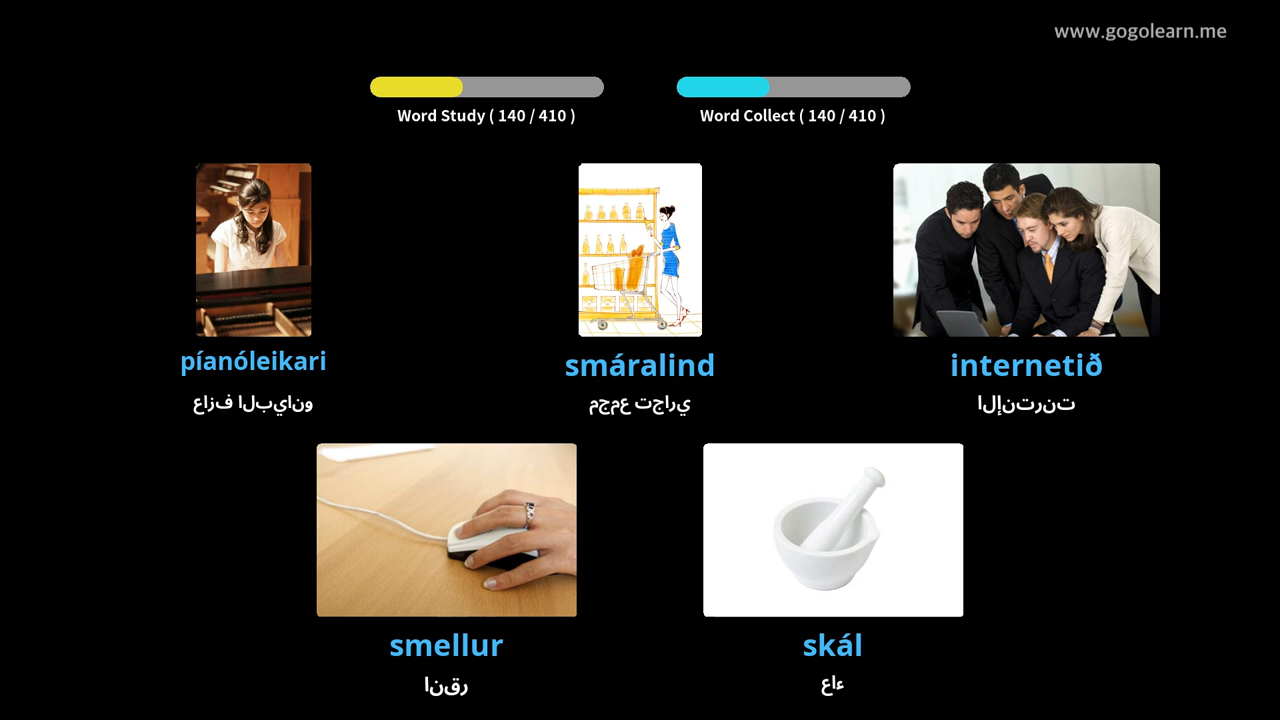 www.gogolearn.me
Word Study ( 140 / 410 )
Word Collect ( 140 / 410 )
píanóleikari
عازف البيانو
smáralind
مجمع تجاري
internetið
الإنترنت
smellur
انقر
skál
عاء